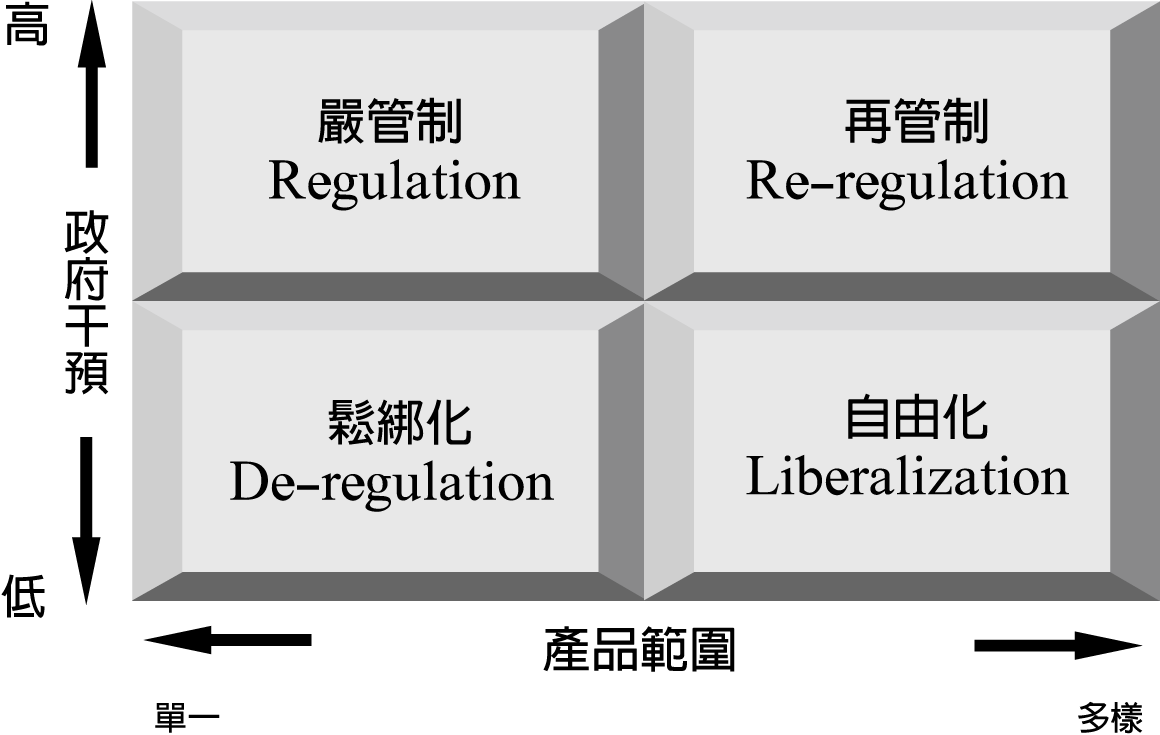 高
嚴管制
Regulation
再管制
Re-regulation
政府干預
鬆綁化
De-regulation
自由化
Liberalization
低
產品範圍
單一
多樣